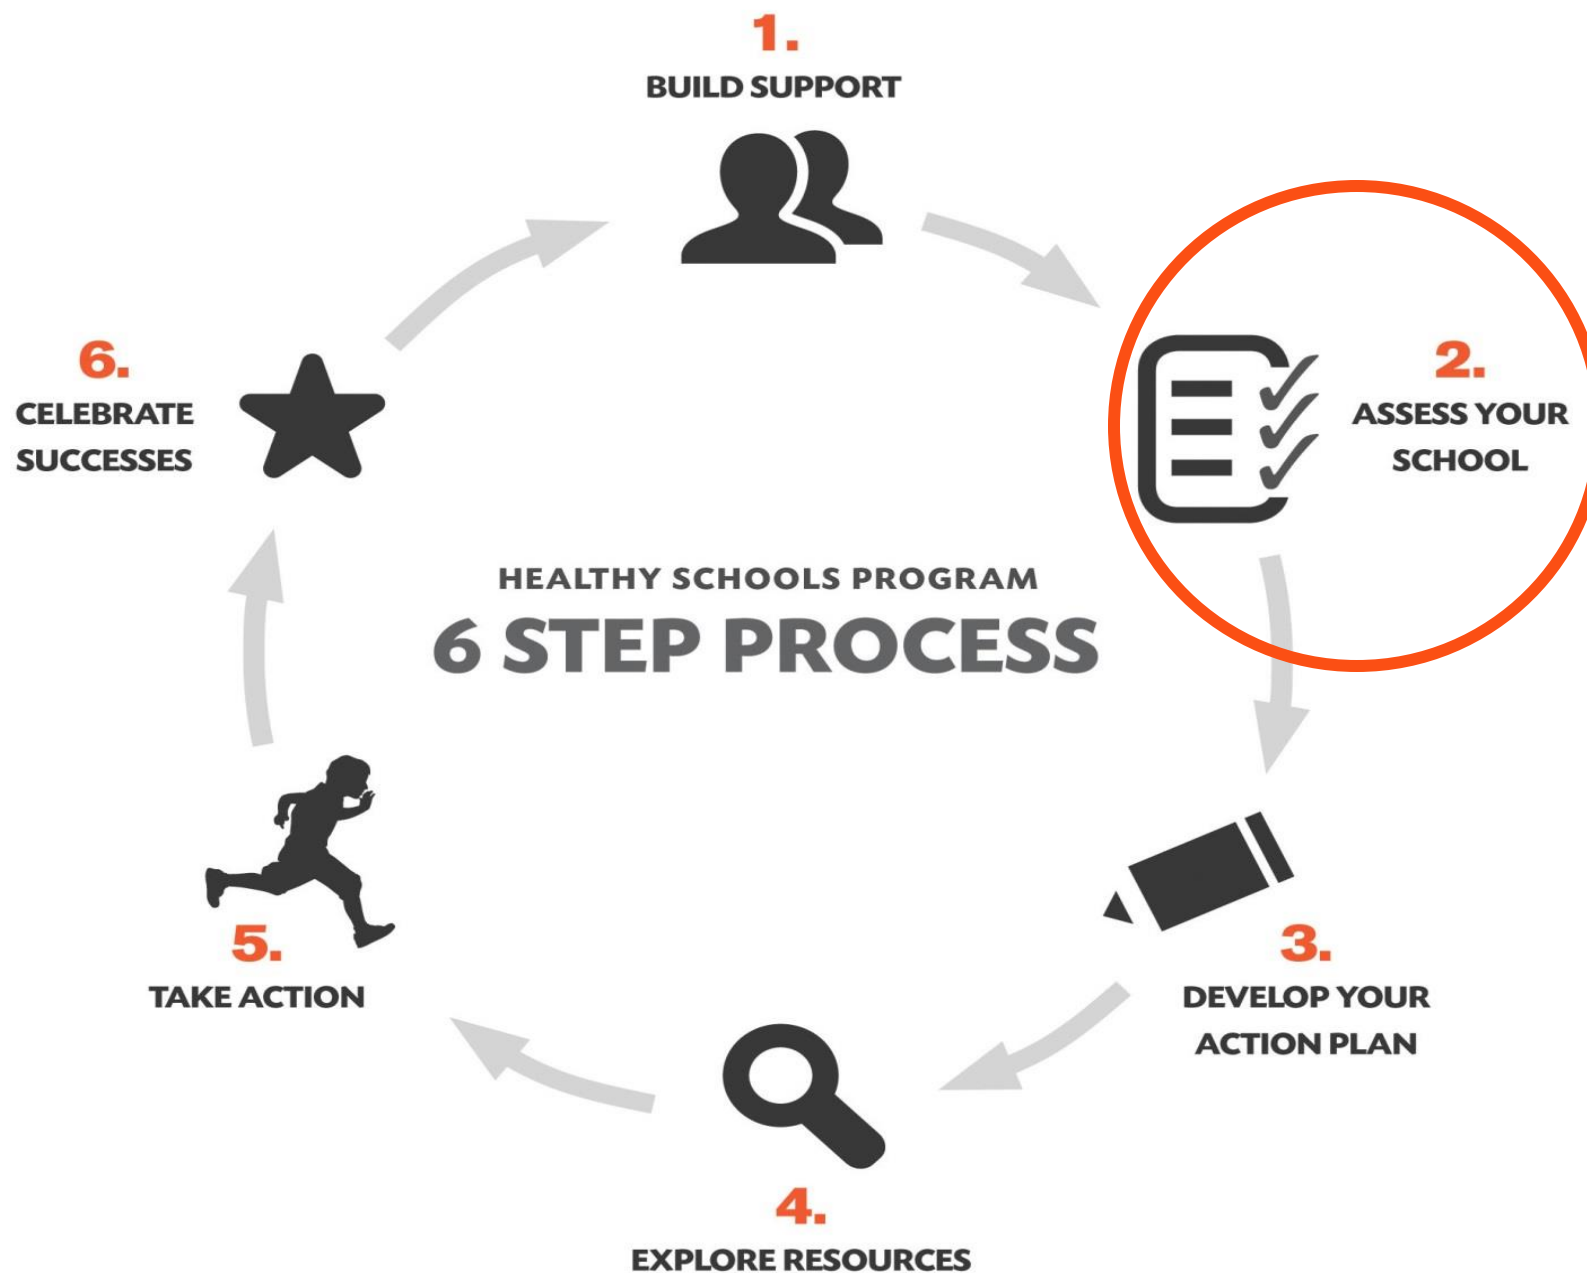 1.
BUILD SUPPORT
2.
ASSESS YOUR
SCHOOL
3.
DEVELOP YOUR
ACTION PLAN
4.
EXPLORE RESOURCES
5.
TAKE ACTION
6.
CELEBRATE
SUCCESSES
HEALTHY SCHOOLS PROGRAM
6 STEP PROCESS